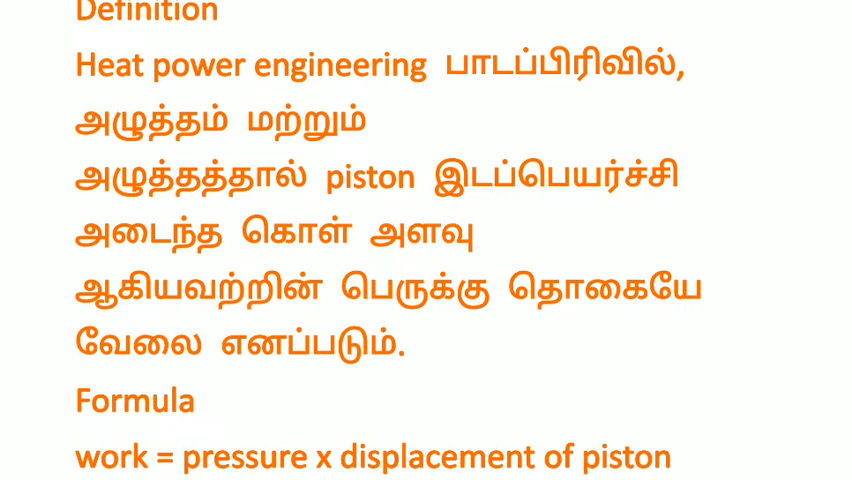 Definition
Heat power engineering பாடப்பிரிவில்,
அழுத்தம் மற்றும்
அழுத்தத்தால் piston இடப்பெயர்ச்சி
அடைந்த கொள் அளவு
ஆகியவற்றின் பெருக்கு தொகையே
வேலை எனப்படும்.
Formula
work = pressure x displacement of piston